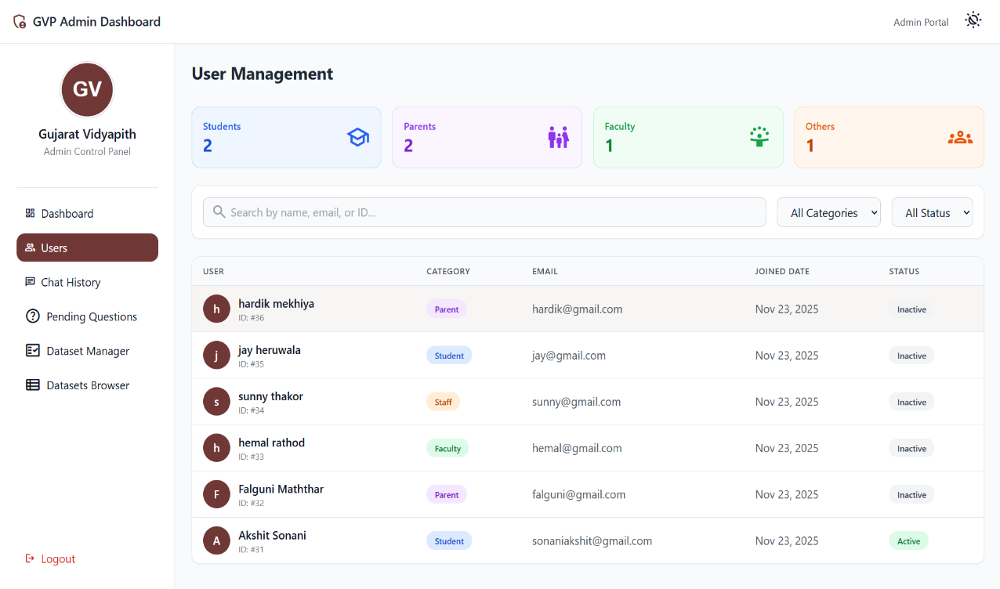 GVP Admin Dashboard
Admin Portal
GV
Gujarat Vidyapith
Admin Control Panel
Dashboard
Users
Chat History
Pending Questions
Dataset Manager
Datasets Browser
Logout
User Management
Students
2
Parents
2
Faculty
1
Others
1
Search by name, email, or ID...
All Categories
All Status
USER CATEGORY EMAIL JOINED DATE STATUS
h hardik mekhiya Parent hardik@gmail.com Nov 23, 2025 Inactive
ID: #36
j jay heruwala Student jay@gmail.com Nov 23, 2025 Inactive
ID: #35
s sunny thakor Staff sunny@gmail.com Nov 23, 2025 Inactive
ID: #34
h hemal rathod Faculty hemal@gmail.com Nov 23, 2025 Inactive
ID: #33
F Falguni Maththar Parent falguni@gmail.com Nov 23, 2025 Inactive
ID: #32
A Akshit Sonani Student sonaniakshit@gmail.com Nov 23, 2025 Active
ID: #31